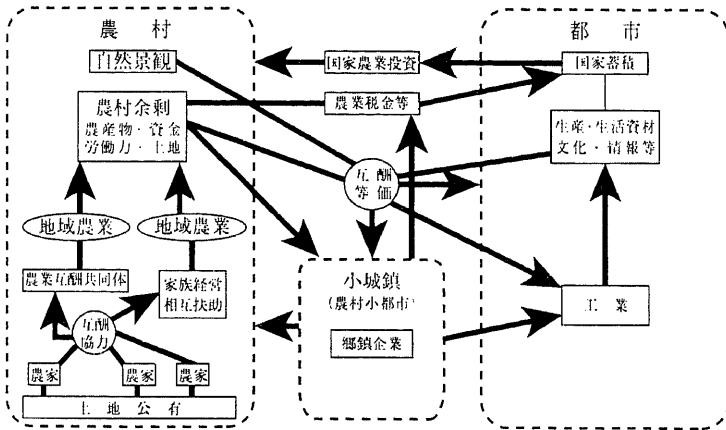 農村
自然景観
農村余剰
農産物・資金
労働力・土地
地域農業
地域農業
農業互酬共同体
家族経営
相互扶助
互酬
協力
農家
農家
農家
土地公有
国家農業投資
農業税金等
互酬
等価
小城鎮
(農村小都市)
郷鎮企業
都市
国家蓄積
生産・生活資材
文化・情報等
工業